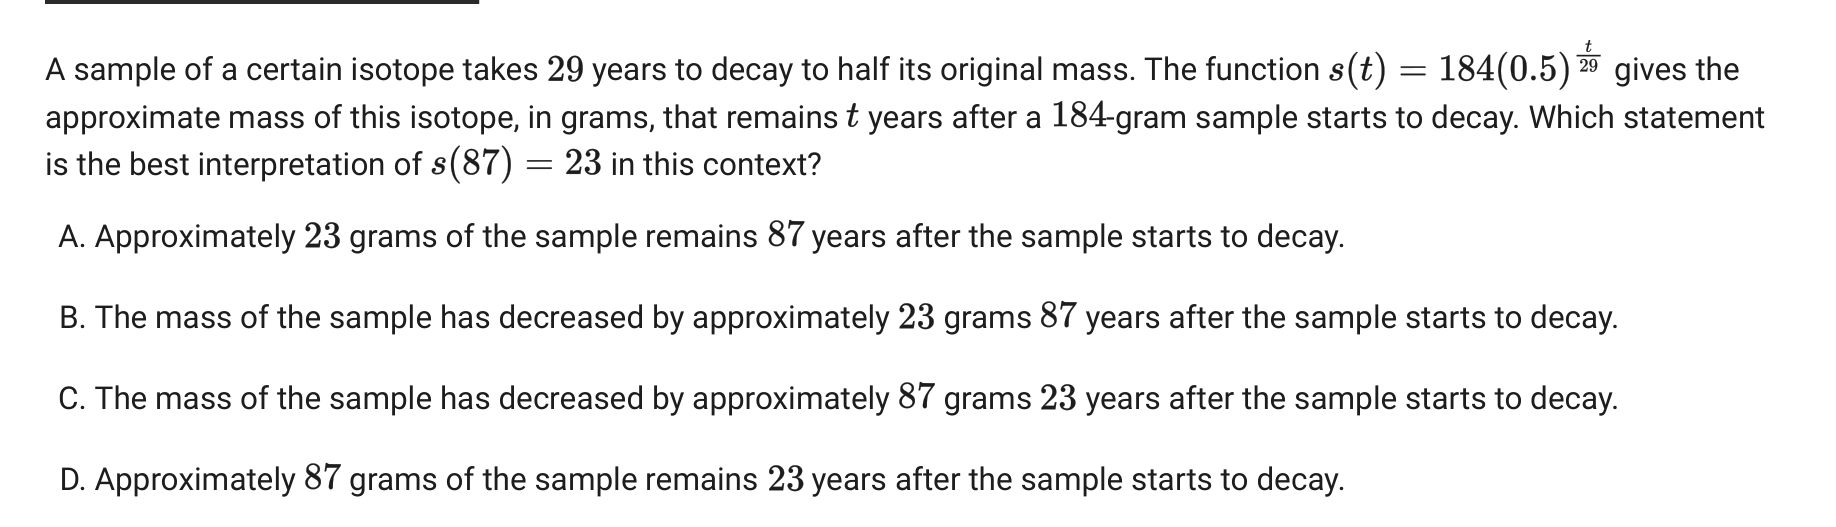 A sample of a certain isotope takes 29 years to decay to half its original mass. The function s(t) = 184(0.5)^(t/29) gives the
approximate mass of this isotope, in grams, that remains t years after a 184-gram sample starts to decay. Which statement
is the best interpretation of s(87) = 23 in this context?
A. Approximately 23 grams of the sample remains 87 years after the sample starts to decay.
B. The mass of the sample has decreased by approximately 23 grams 87 years after the sample starts to decay.
C. The mass of the sample has decreased by approximately 87 grams 23 years after the sample starts to decay.
D. Approximately 87 grams of the sample remains 23 years after the sample starts to decay.